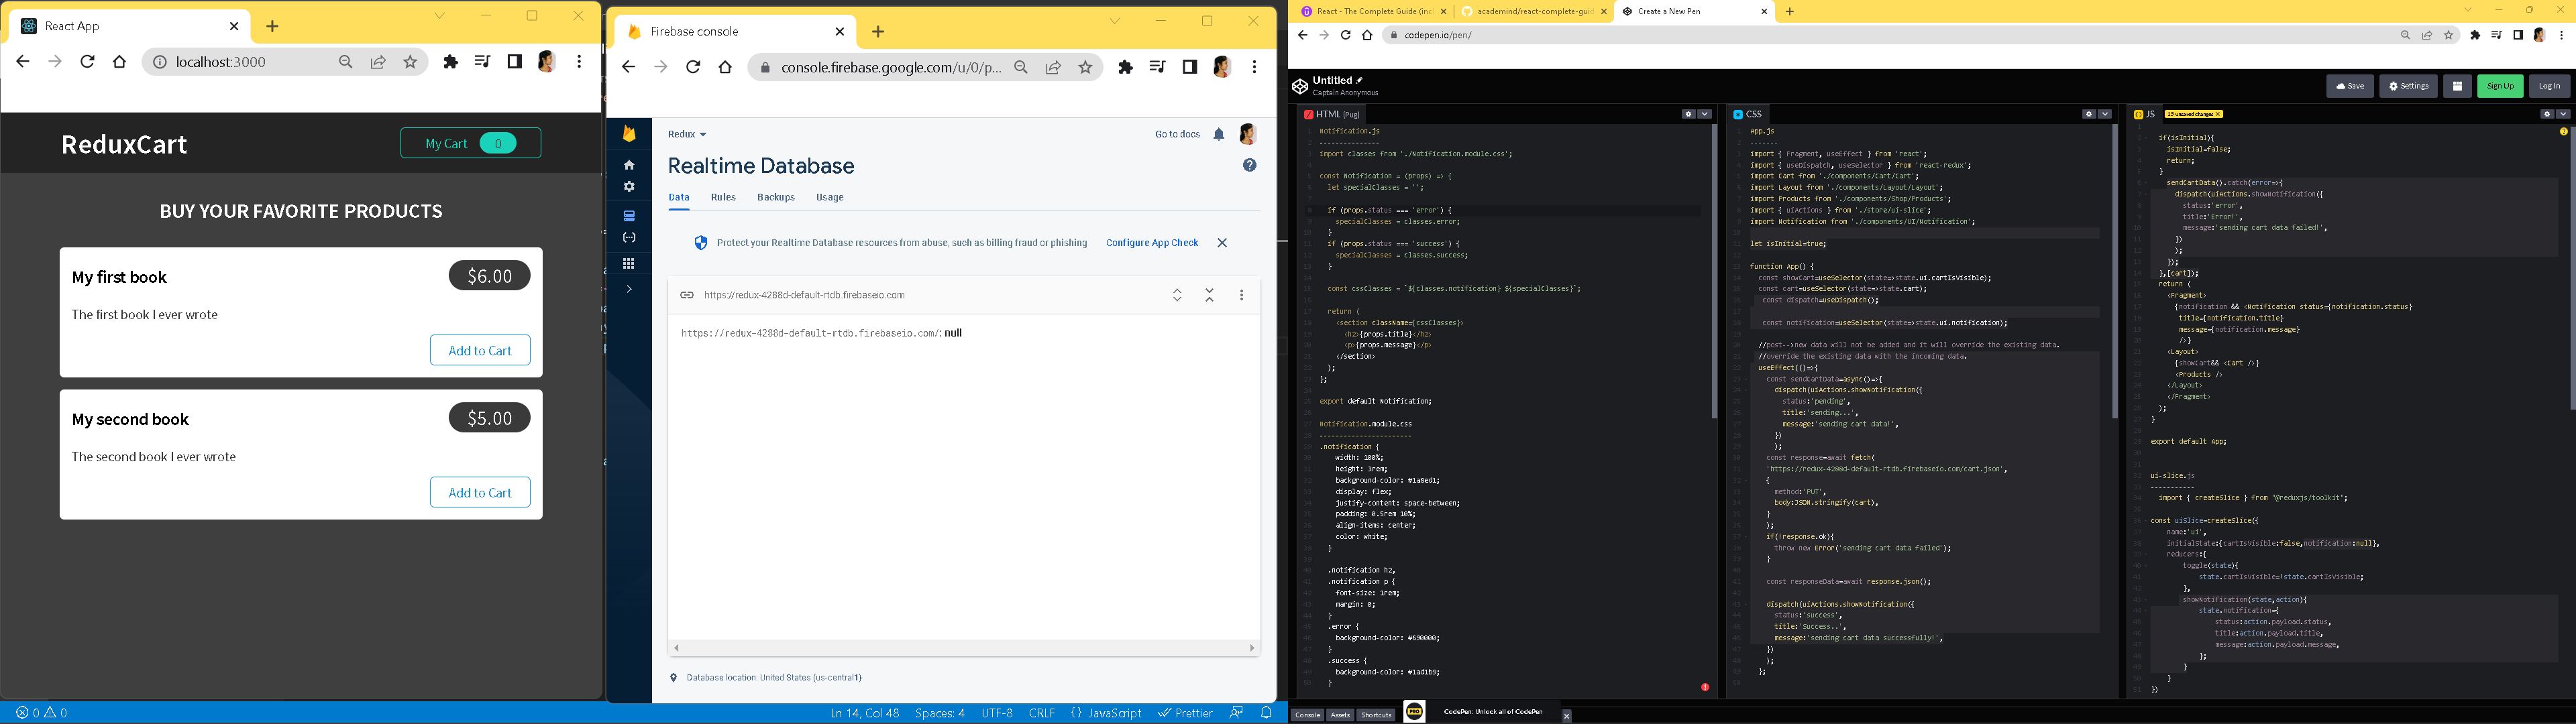 React App
localhost:3000
ReduxCart
My Cart 0
BUY YOUR FAVORITE PRODUCTS
My first book
$6.00
The first book I ever wrote
Add to Cart
My second book
$5.00
The second book I ever wrote
Add to Cart
Firebase console
console.firebase.google.com/u/0/p...
Redux
Go to docs
Realtime Database
Data Rules Backups Usage
Protect your Realtime Database resources from abuse, such as billing fraud or phishing Configure App Check
https://redux-4288d-default-rtdb.firebaseio.com
https://redux-4288d-default-rtdb.firebaseio.com/: null
Database location: United States (us-central1)
0 0
Ln 14, Col 48 Spaces: 4 UTF-8 CRLF {} JavaScript Prettier
React - The Complete Guide (incl
academind/react-complete-guid
Create a New Pen
codepen.io/pen/
Untitled
Captain Anonymous
Save
Settings
Sign Up
Log In
HTML (Pug)
Notification.js
---------------
import classes from './Notification.module.css';
const Notification = (props) => {
let specialClasses = '';
if (props.status === 'error') {
specialClasses = classes.error;
}
if (props.status === 'success') {
specialClasses = classes.success;
}
const cssClasses = `${classes.notification} ${specialClasses}`;
return (
<section className={cssClasses}>
<h2>{props.title}</h2>
<p>{props.message}</p>
</section>
);
};
export default Notification;
Notification.module.css
-----------------------
.notification {
width: 100%;
height: 3rem;
background-color: #1a8ed1;
display: flex;
justify-content: space-between;
padding: 0.5rem 10%;
align-items: center;
color: white;
}
.notification h2,
.notification p {
font-size: 1rem;
margin: 0;
}
.error {
background-color: #690000;
}
.success {
background-color: #1ad1b9;
}
CSS
App.js
-------
import { Fragment, useEffect } from 'react';
import { useDispatch, useSelector } from 'react-redux';
import Cart from './components/Cart/Cart';
import Layout from './components/Layout/Layout';
import Products from './components/Shop/Products';
import { uiActions } from './store/ui-slice';
import Notification from './components/UI/Notification';
let isInitial=true;
function App() {
const showCart=useSelector(state=>state.ui.cartIsVisible);
const cart=useSelector(state=>state.cart);
const dispatch=useDispatch();
const notification=useSelector(state=>state.ui.notification);
//post-->new data will not be added and it will override the existing data.
//override the existing data with the incoming data.
useEffect(()=>{
const sendCartData=async()=>{
dispatch(uiActions.showNotification({
status:'pending',
title:'sending...',
message:'sending cart data!',
})
);
const response=await fetch(
'https://redux-4280d-default-rtdb.firebaseio.com/cart.json',
{
method:'PUT',
body:JSON.stringify(cart),
}
);
if(!response.ok){
throw new Error('sending cart data failed');
}
const responseData=await response.json();
dispatch(uiActions.showNotification({
status:'success',
title:'Success..',
message:'sending cart data successfully!',
})
);
};
JS
15 unsaved changes X
if(isInitial){
isInitial=false;
return;
}
sendCartData().catch(error=>{
dispatch(uiActions.showNotification({
status:'error',
title:'Error!',
message:'sending cart data failed!',
})
);
});
},[cart]);
return (
<Fragment>
{notification && <Notification status={notification.status}
title={notification.title}
message={notification.message}
/>}
<Layout>
{showCart&& <Cart />}
<Products />
</Layout>
</Fragment>
);
}
export default App;
ui-slice.js
-----------
import { createSlice } from "@reduxjs/toolkit";
const uiSlice=createSlice({
name:'ui',
initialState:{cartIsVisible:false,notification:null},
reducers:{
toggle(state){
state.cartIsVisible=!state.cartIsVisible;
},
showNotification(state,action){
state.notification={
status:action.payload.status,
title:action.payload.title,
message:action.payload.message,
};
}
}
})
Console Assets Shortcuts
PRO
CodePen: Unlock all of CodePen